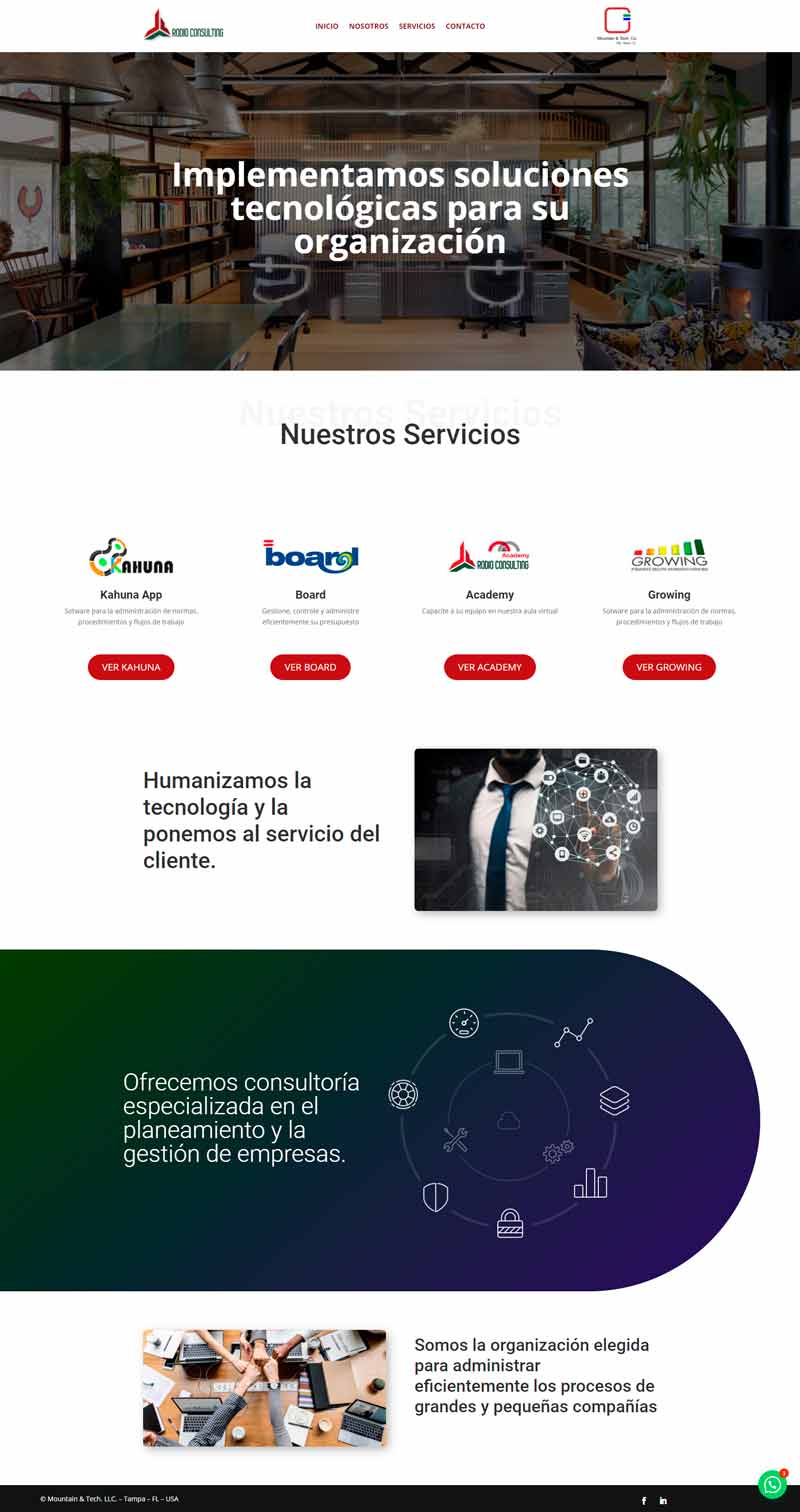 RODIO CONSULTING
INICIO NOSOTROS SERVICIOS CONTACTO
Mountain & Tech. Co.
Implementamos soluciones
tecnológicas para su
organización
Nuestros Servicios
Nuestros Servicios
KAHUNA
board
Academy
RODIO CONSULTING
GROWING
Kahuna App
Board
Academy
Growing
Sotware para la administración de normas,
procedimientos y flujos de trabajo
Gestione, controle y administre
eficientemente su presupuesto
Capacite a su equipo en nuestra aula virtual
Sotware para la administración de normas,
procedimientos y flujos de trabajo
VER KAHUNA
VER BOARD
VER ACADEMY
VER GROWING
Humanizamos la
tecnología y la
ponemos al servicio del
cliente.
Ofrecemos consultoría
especializada en el
planeamiento y la
gestión de empresas.
Somos la organización elegida
para administrar
eficientemente los procesos de
grandes y pequeñas compañías
© Mountain & Tech. LLC. – Tampa – FL – USA